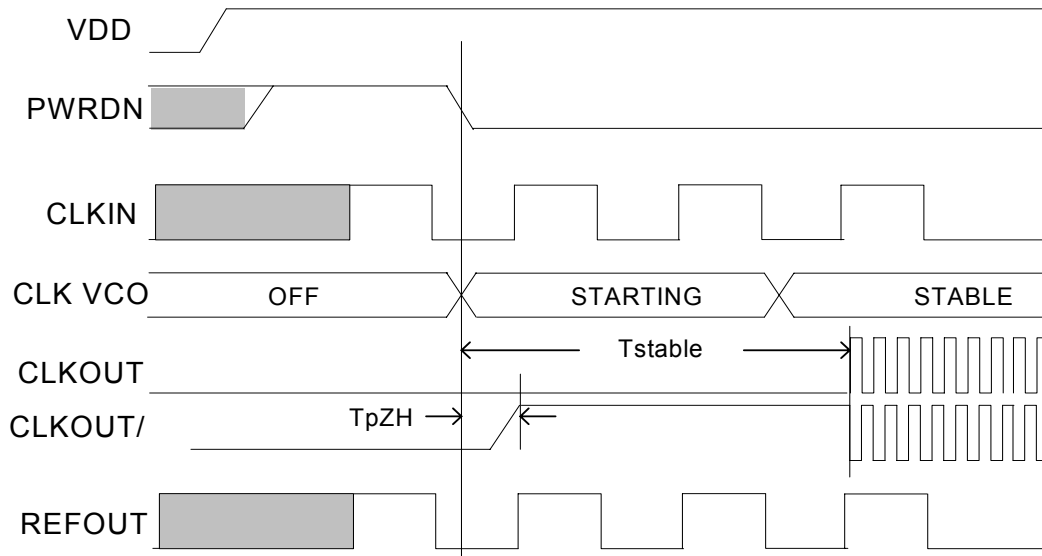 VDD
PWRDN
CLKIN
CLK VCO OFF STARTING STABLE
Tstable
CLKOUT
TpZH
CLKOUT/
REFOUT